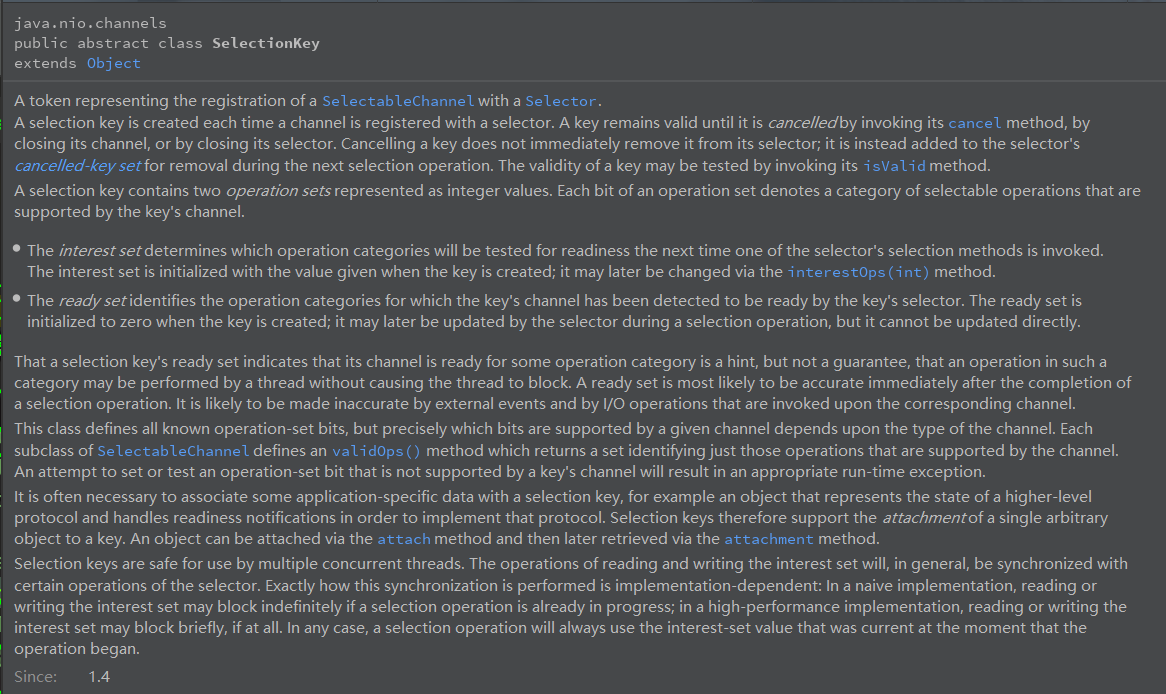 java.nio.channels
public abstract class SelectionKey
extends Object
A token representing the registration of a SelectableChannel with a Selector.
A selection key is created each time a channel is registered with a selector. A key remains valid until it is cancelled by invoking its cancel method, by
closing its channel, or by closing its selector. Cancelling a key does not immediately remove it from its selector; it is instead added to the selector's
cancelled-key set for removal during the next selection operation. The validity of a key may be tested by invoking its isValid method.
A selection key contains two operation sets represented as integer values. Each bit of an operation set denotes a category of selectable operations that are
supported by the key's channel.
• The interest set determines which operation categories will be tested for readiness the next time one of the selector's selection methods is invoked.
The interest set is initialized with the value given when the key is created; it may later be changed via the interestOps(int) method.
• The ready set identifies the operation categories for which the key's channel has been detected to be ready by the key's selector. The ready set is
initialized to zero when the key is created; it may later be updated by the selector during a selection operation, but it cannot be updated directly.
That a selection key's ready set indicates that its channel is ready for some operation category is a hint, but not a guarantee, that an operation in such a
category may be performed by a thread without causing the thread to block. A ready set is most likely to be accurate immediately after the completion of
a selection operation. It is likely to be made inaccurate by external events and by I/O operations that are invoked upon the corresponding channel.
This class defines all known operation-set bits, but precisely which bits are supported by a given channel depends upon the type of the channel. Each
subclass of SelectableChannel defines an validOps() method which returns a set identifying just those operations that are supported by the channel.
An attempt to set or test an operation-set bit that is not supported by a key's channel will result in an appropriate run-time exception.
It is often necessary to associate some application-specific data with a selection key, for example an object that represents the state of a higher-level
protocol and handles readiness notifications in order to implement that protocol. Selection keys therefore support the attachment of a single arbitrary
object to a key. An object can be attached via the attach method and then later retrieved via the attachment method.
Selection keys are safe for use by multiple concurrent threads. The operations of reading and writing the interest set will, in general, be synchronized with
certain operations of the selector. Exactly how this synchronization is performed is implementation-dependent: In a naive implementation, reading or
writing the interest set may block indefinitely if a selection operation is already in progress; in a high-performance implementation, reading or writing the
interest set may block briefly, if at all. In any case, a selection operation will always use the interest-set value that was current at the moment that the
operation began.
Since: 1.4